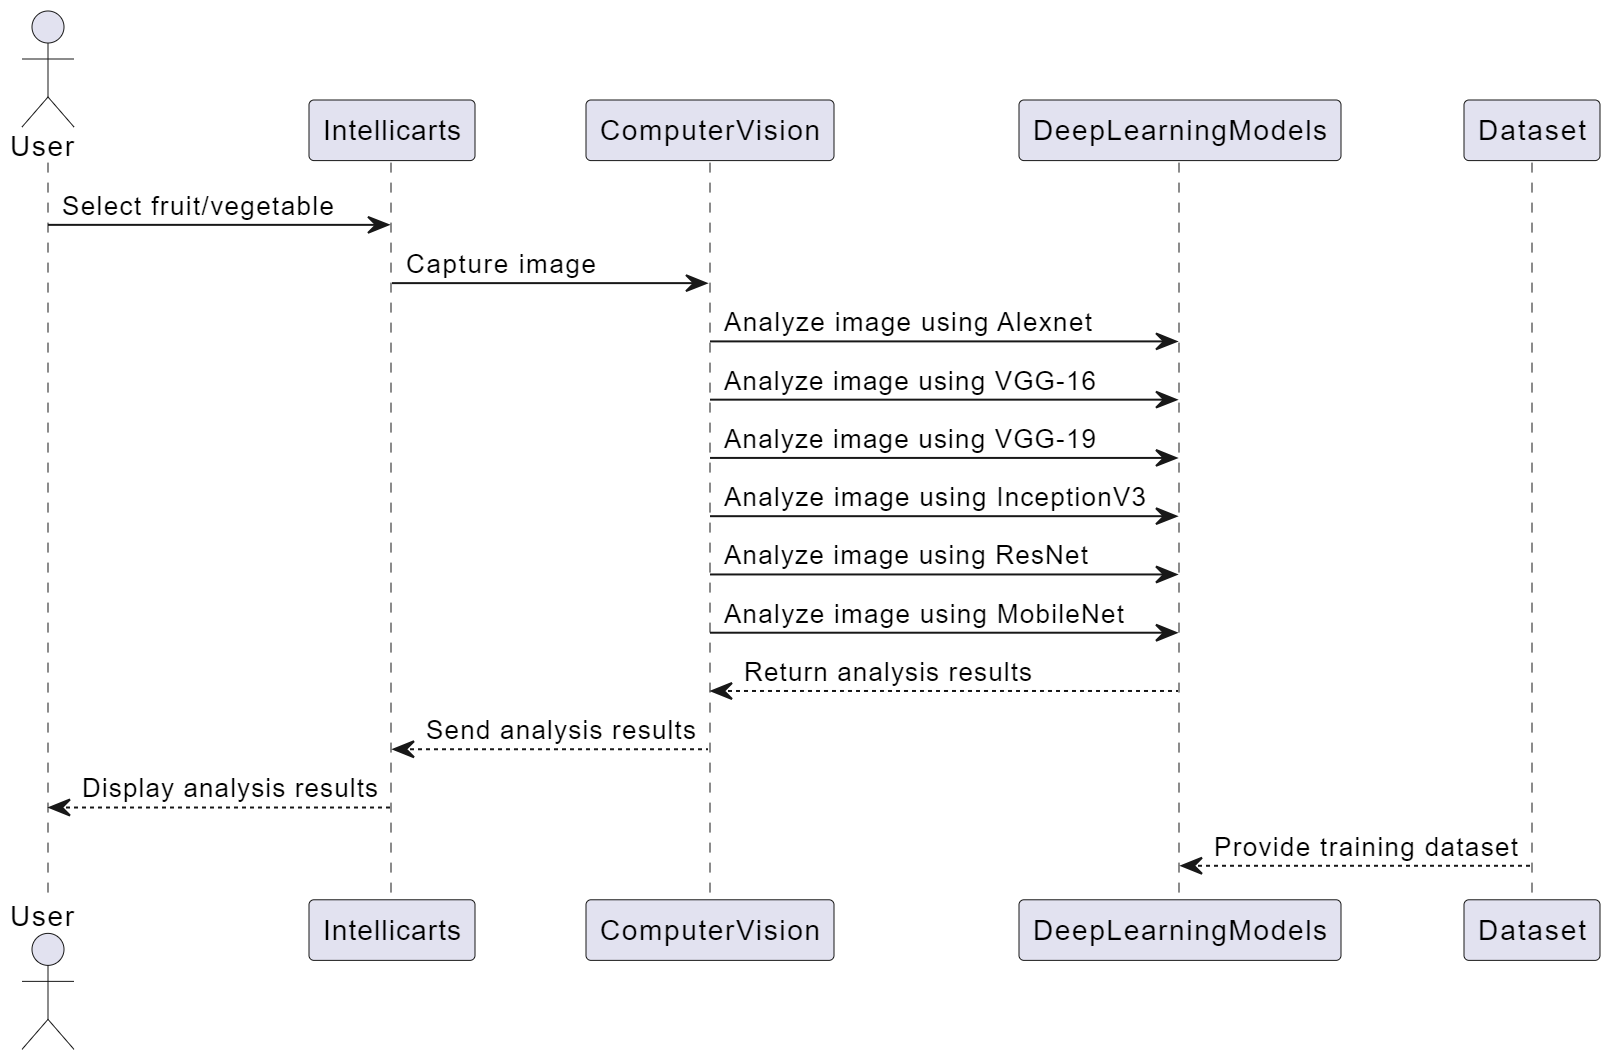 User
Intellicarts
ComputerVision
DeepLearningModels
Dataset
Select fruit/vegetable
Capture image
Analyze image using Alexnet
Analyze image using VGG-16
Analyze image using VGG-19
Analyze image using InceptionV3
Analyze image using ResNet
Analyze image using MobileNet
Return analysis results
Send analysis results
Display analysis results
Provide training dataset
User
Intellicarts
ComputerVision
DeepLearningModels
Dataset